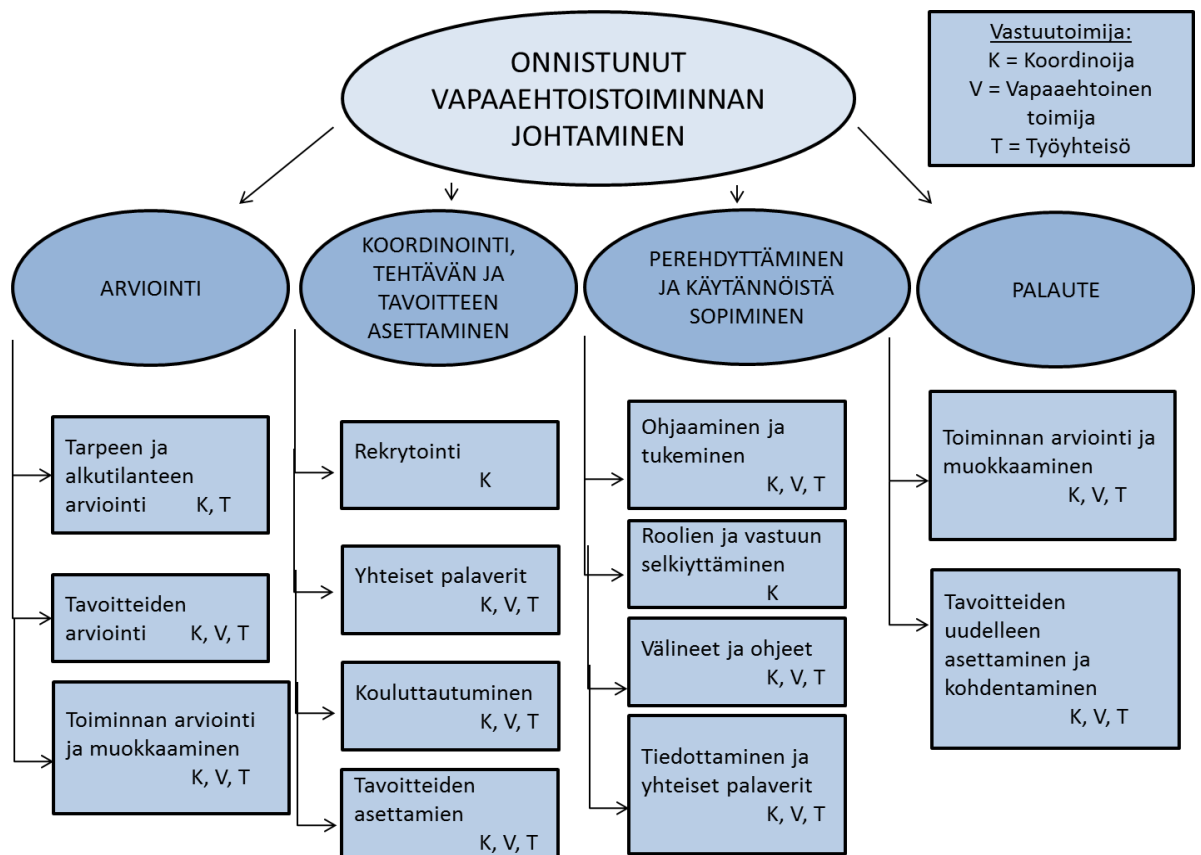 ONNISTUNUT
VAPAAEHTOISTOIMINNAN
JOHTAMINEN
Vastuutoimija:
K = Koordinoija
V = Vapaaehtoinen
toimija
T = Työyhteisö
ARVIOINTI
KOORDINOINTI,
TEHTÄVÄN JA
TAVOITTEEN
ASETTAMINEN
PEREHDYTTÄMINEN
JA KÄYTÄNNÖISTÄ
SOPIMINEN
PALAUTE
Tarpeen ja
alkutilanteen
arviointi K, T
Tavoitteiden
arviointi K, V, T
Toiminnan arviointi
ja muokkaaminen
K, V, T
Rekrytointi
K
Yhteiset palaverit
K, V, T
Kouluttautuminen
K, V, T
Tavoitteiden
asettamien
K, V, T
Ohjaaminen ja
tukeminen
K, V, T
Roolien ja vastuun
selkiyttäminen
K
Välineet ja ohjeet
K, V, T
Tiedottaminen ja
yhteiset palaverit
K, V, T
Toiminnan arviointi ja
muokkaaminen
K, V, T
Tavoitteiden
uudelleen
asettaminen ja
kohdentaminen
K, V, T